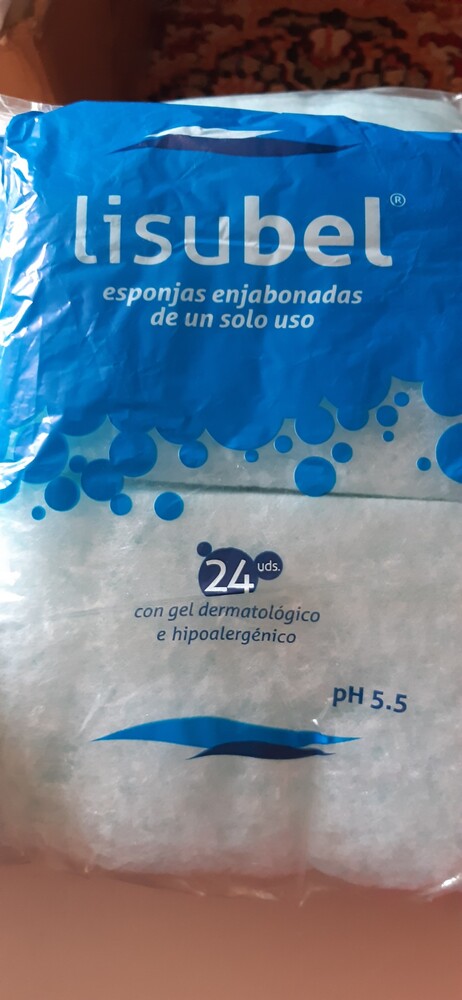 lisubel®
esponjas enjabonadas
de un solo uso
24 uds.
con gel dermatológico
e hipoalergénico
pH 5.5